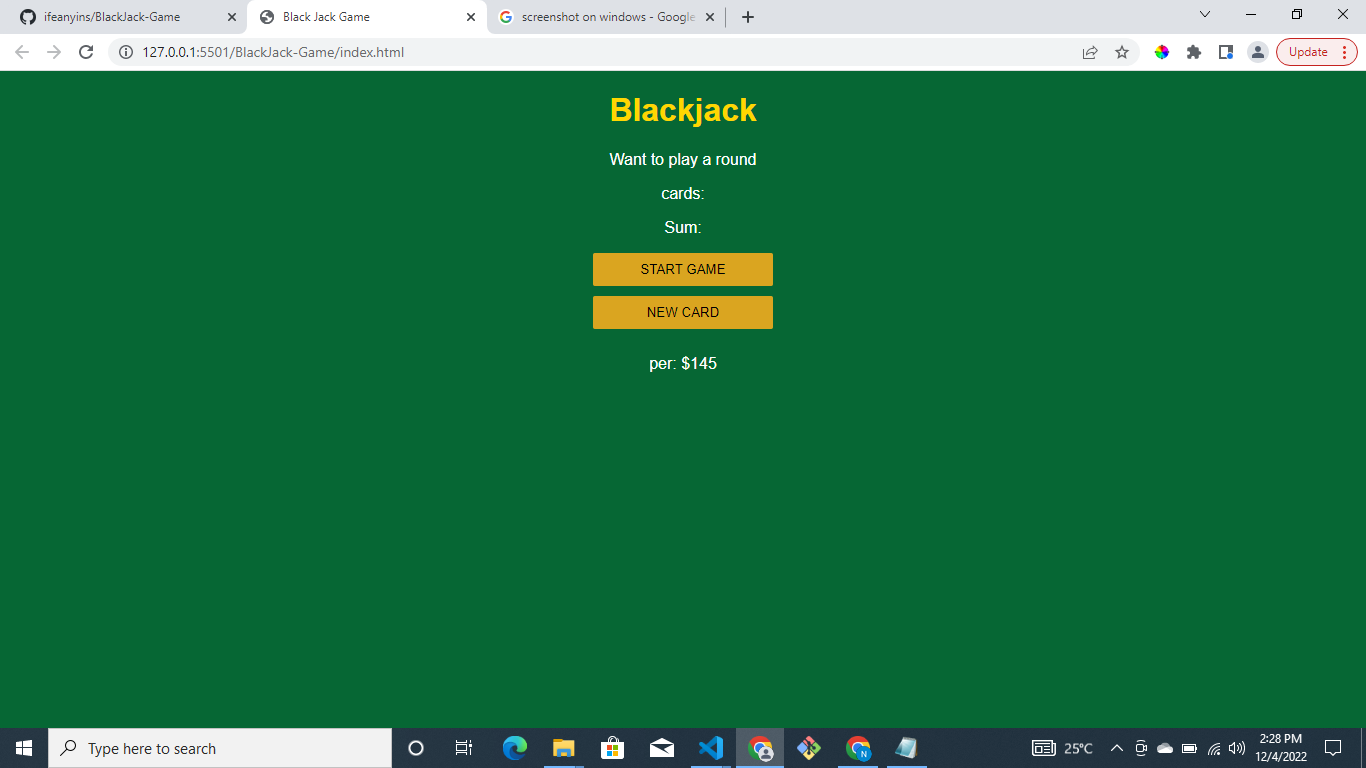 ifeanyins/BlackJack-Game
Black Jack Game
screenshot on windows - Google
127.0.0.1:5501/BlackJack-Game/index.html
Update
Blackjack
Want to play a round
cards:
Sum:
START GAME
NEW CARD
per: $145
Type here to search
N
25°C
2:28 PM
12/4/2022